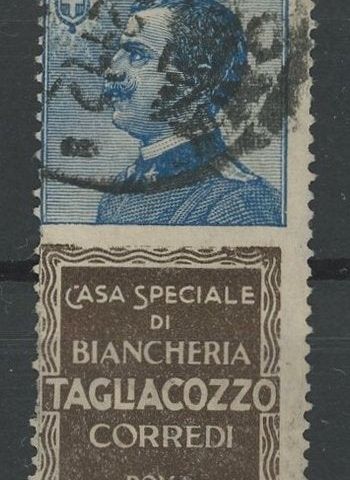 CASA SPECIALE
DI
BIANCHERIA
TAGLIACOZZO
CORREDI